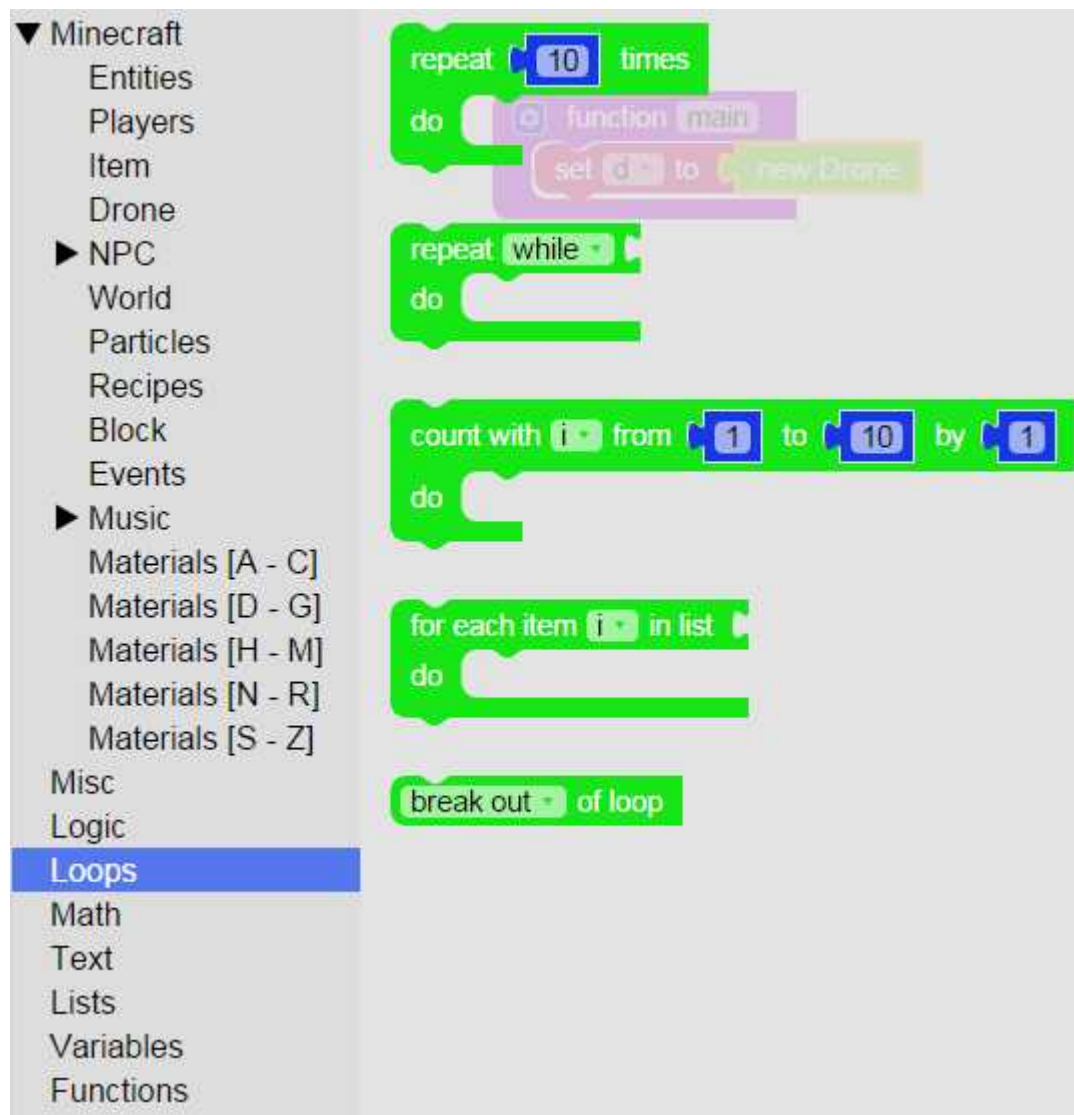 Minecraft
Entities
Players
Item
Drone
NPC
World
Particles
Recipes
Block
Events
Music
Materials [A - C]
Materials [D - G]
Materials [H - M]
Materials [N - R]
Materials [S - Z]
Misc
Logic
Loops
Math
Text
Lists
Variables
Functions
repeat 10 times
do
function main
set d to new Drone
repeat while
do
count with i from 1 to 10 by 1
do
for each item i in list
do
break out of loop